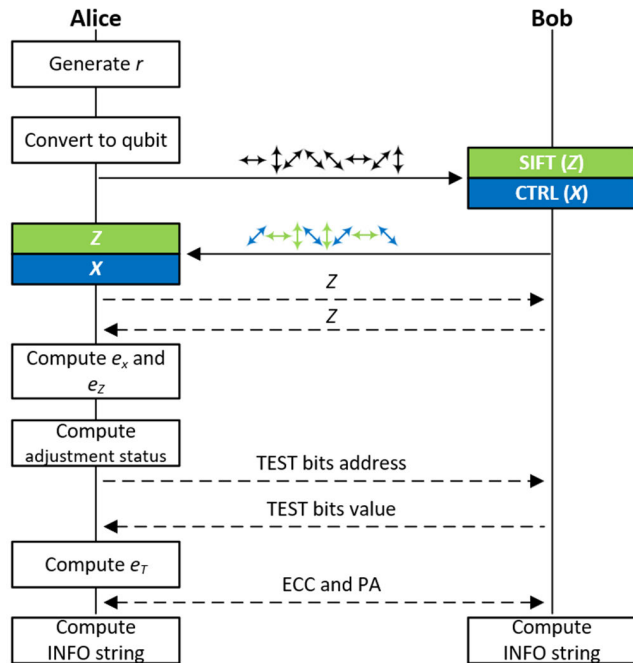 Alice
Bob
Generate r
Convert to qubit
SIFT (Z)
CTRL (X)
Z
X
Z
Z
Compute eₓ and
e_Z
Compute
adjustment status
TEST bits address
TEST bits value
Compute e_T
ECC and PA
Compute
INFO string
Compute
INFO string